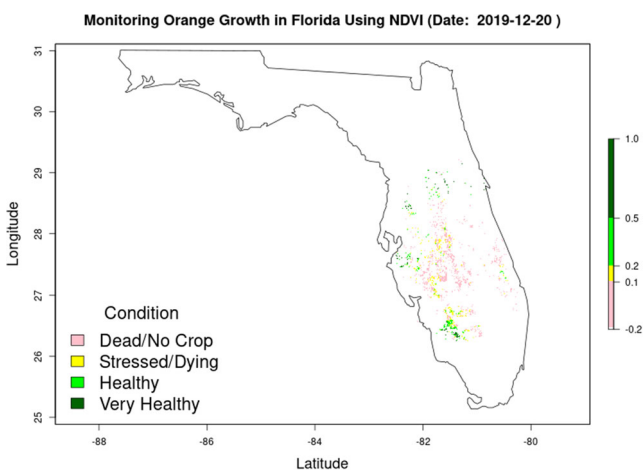 Monitoring Orange Growth in Florida Using NDVI (Date: 2019-12-20 )
31
30
29
28
27
26
25
Longitude
-88
-86
-84
-82
-80
Latitude
Condition
Dead/No Crop
Stressed/Dying
Healthy
Very Healthy
1.0
0.5
0.2
0.1
-0.2